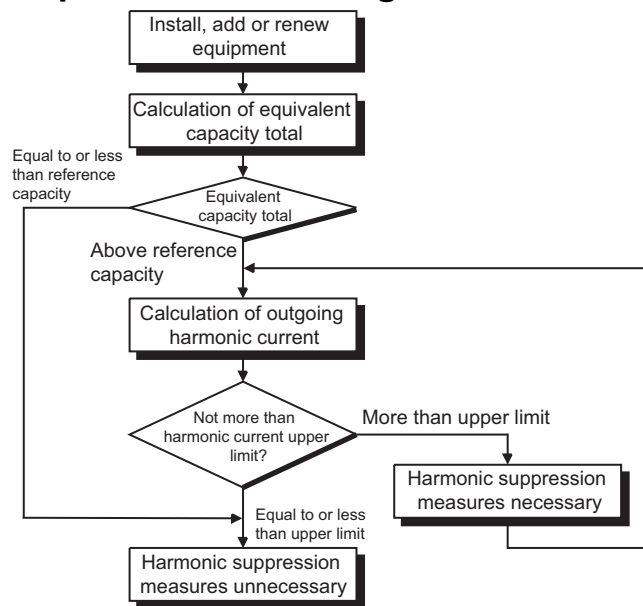 Install, add or renew
equipment
Calculation of equivalent
capacity total
Equal to or less
than reference
capacity
Equivalent
capacity total
Above reference
capacity
Calculation of outgoing
harmonic current
Not more than
harmonic current upper
limit?
More than upper limit
Harmonic suppression
measures necessary
Equal to or less
than upper limit
Harmonic suppression
measures unnecessary